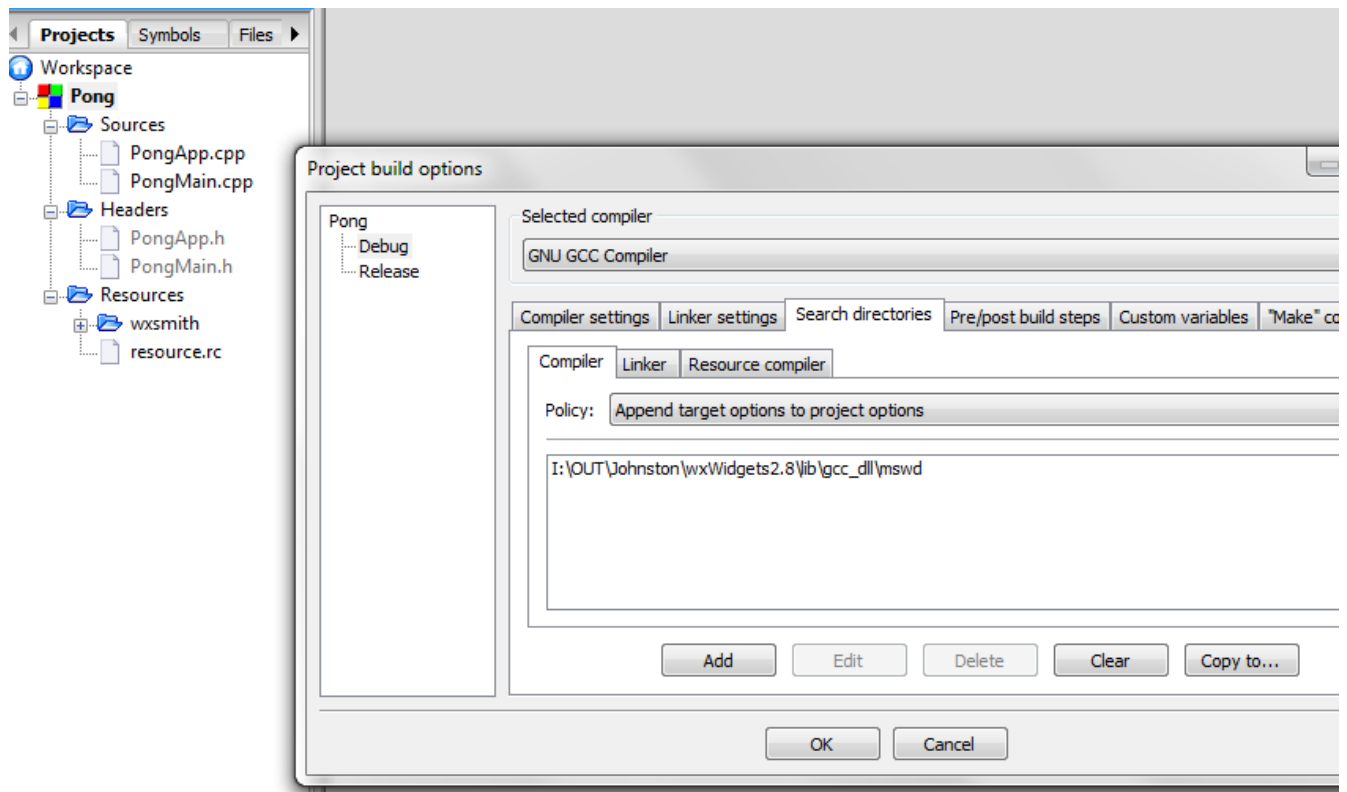 Projects Symbols Files
Workspace
Pong
Sources
PongApp.cpp
PongMain.cpp
Headers
PongApp.h
PongMain.h
Resources
wxsmith
resource.rc
Project build options
Pong
Debug
Release
Selected compiler
GNU GCC Compiler
Compiler settings Linker settings Search directories Pre/post build steps Custom variables "Make" co
Compiler Linker Resource compiler
Policy: Append target options to project options
I:\OUT\Johnston\wxWidgets2.8\lib\gcc_dll\mswd
Add Edit Delete Clear Copy to...
OK Cancel